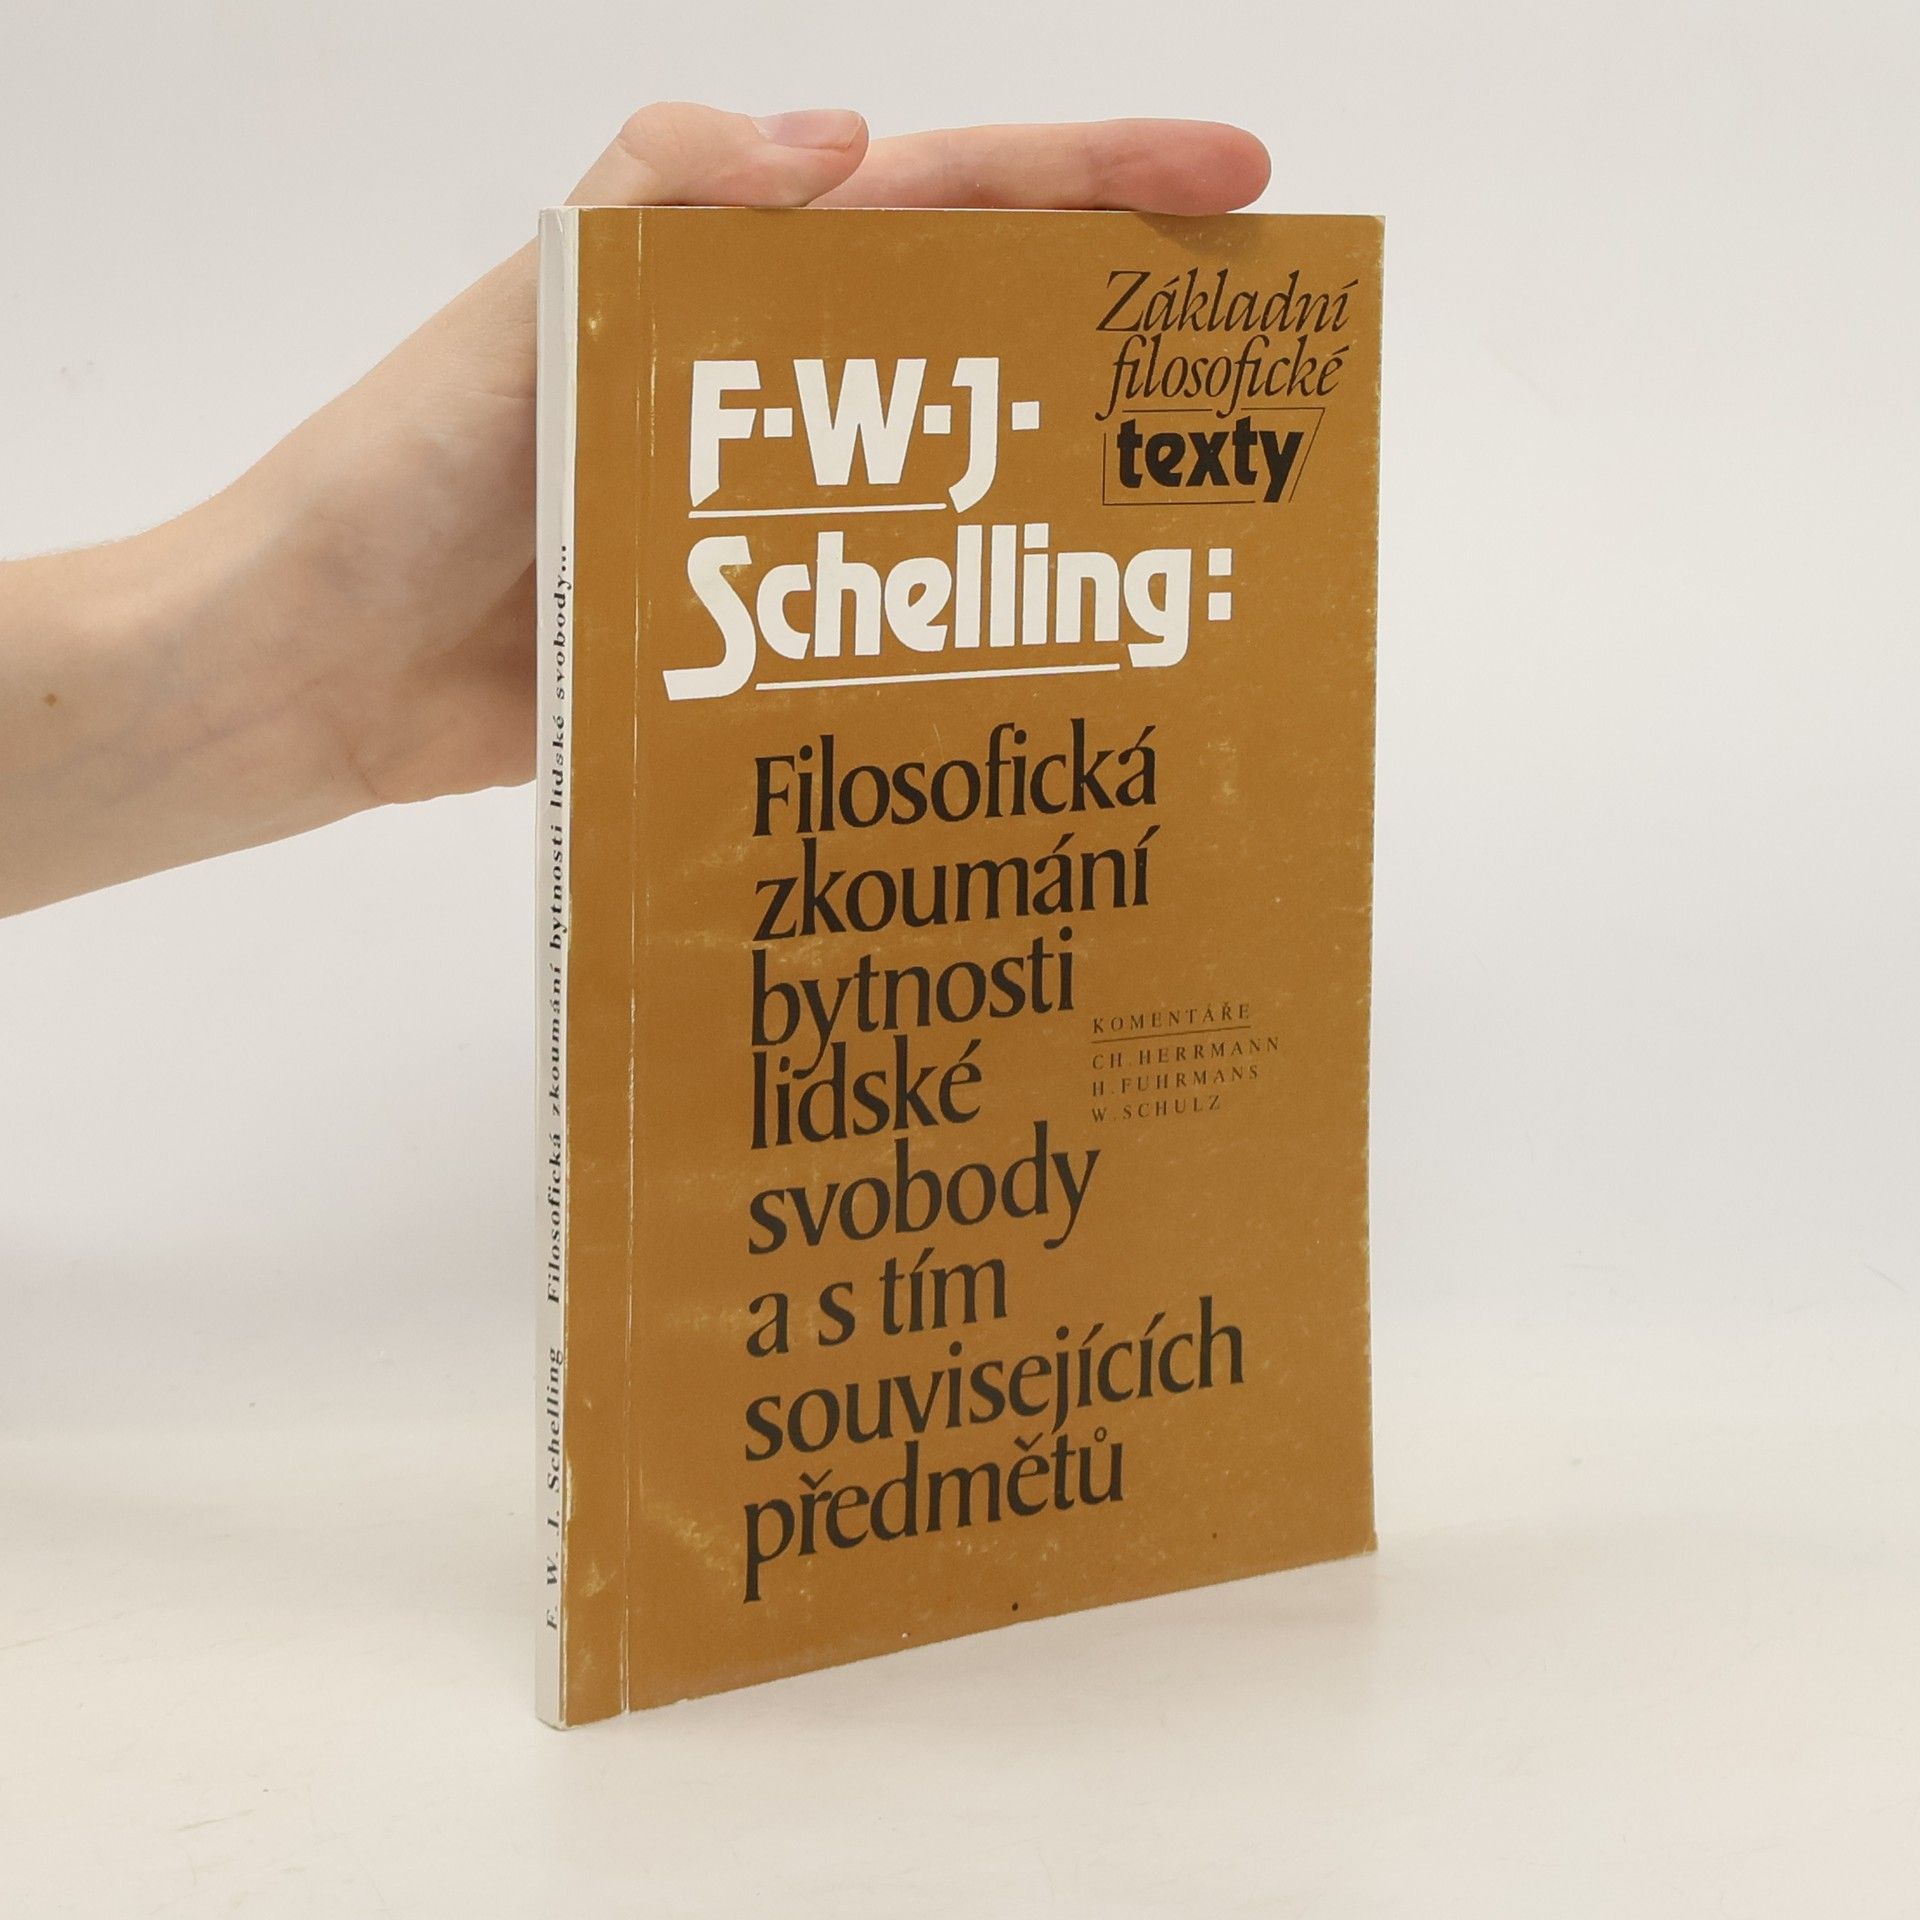 Základní
filosofické
texty
F·W·J·
Schelling:
Filosofická
zkoumání
bytnosti
lidské
svobody
a s tím
souvisejících
předmětů
KOMENTÁŘE
CH. HERRMANN
H. FUHRMANS
W. SCHULZ
F. W. J. Schelling Filosofická zkoumání bytnosti lidské svobody...